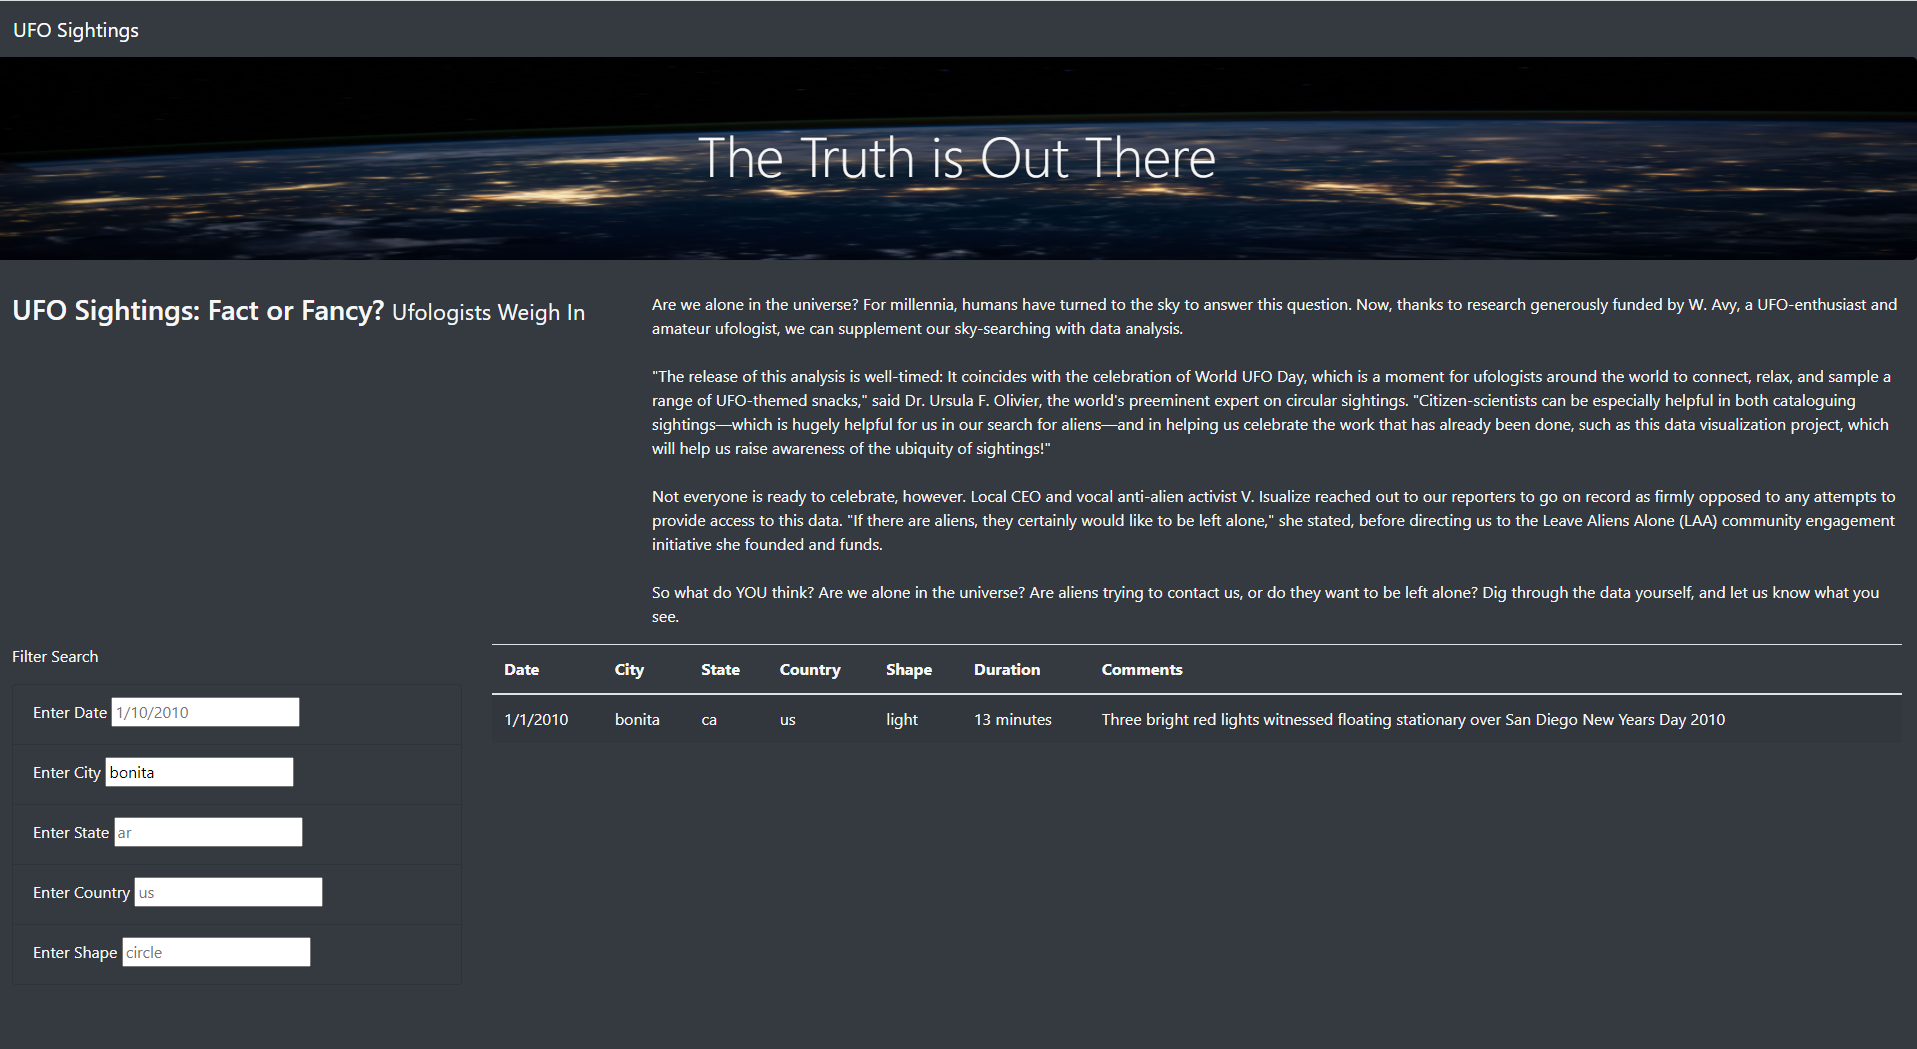 UFO Sightings
The Truth is Out There
UFO Sightings: Fact or Fancy? Ufologists Weigh In
Are we alone in the universe? For millennia, humans have turned to the sky to answer this question. Now, thanks to research generously funded by W. Avy, a UFO-enthusiast and
amateur ufologist, we can supplement our sky-searching with data analysis.
"The release of this analysis is well-timed: It coincides with the celebration of World UFO Day, which is a moment for ufologists around the world to connect, relax, and sample a
range of UFO-themed snacks," said Dr. Ursula F. Olivier, the world's preeminent expert on circular sightings. "Citizen-scientists can be especially helpful in both cataloguing
sightings—which is hugely helpful for us in our search for aliens—and in helping us celebrate the work that has already been done, such as this data visualization project, which
will help us raise awareness of the ubiquity of sightings!"
Not everyone is ready to celebrate, however. Local CEO and vocal anti-alien activist V. Isualize reached out to our reporters to go on record as firmly opposed to any attempts to
provide access to this data. "If there are aliens, they certainly would like to be left alone," she stated, before directing us to the Leave Aliens Alone (LAA) community engagement
initiative she founded and funds.
So what do YOU think? Are we alone in the universe? Are aliens trying to contact us, or do they want to be left alone? Dig through the data yourself, and let us know what you
see.
Filter Search
Enter Date 1/10/2010
Enter City bonita
Enter State ar
Enter Country us
Enter Shape circle
Date City State Country Shape Duration Comments
1/1/2010 bonita ca us light 13 minutes Three bright red lights witnessed floating stationary over San Diego New Years Day 2010